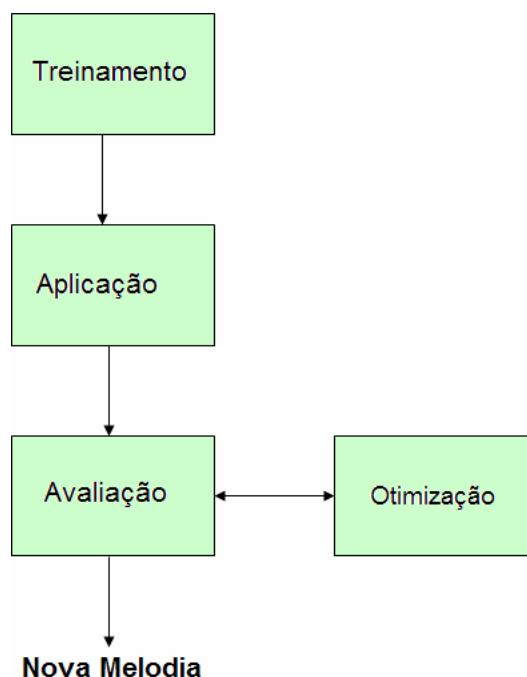 Treinamento
Aplicação
Avaliação
Otimização
Nova Melodia